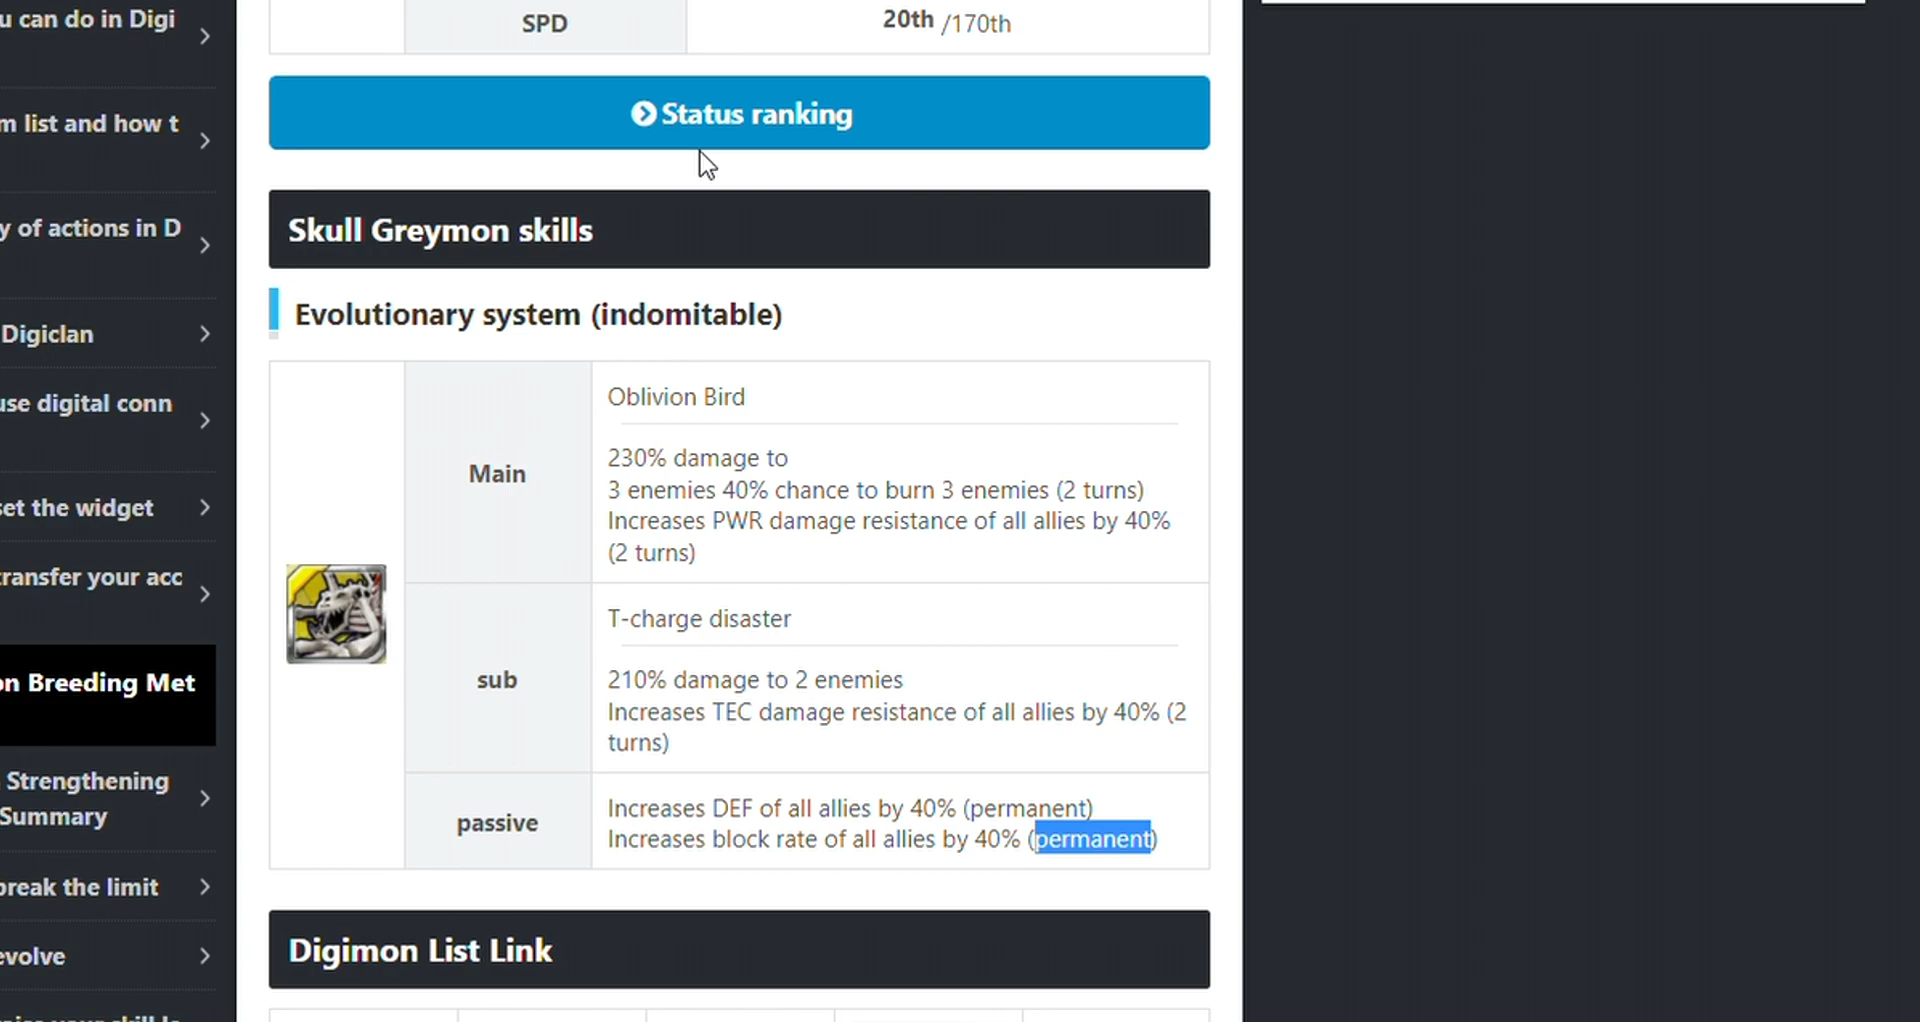 u can do in Digi
m list and how t
y of actions in D
Digiclan
use digital conn
set the widget
transfer your acc
on Breeding Met
Strengthening
Summary
break the limit
evolve
SPD
20th /170th
Status ranking
Skull Greymon skills
Evolutionary system (indomitable)
Main
Oblivion Bird
230% damage to
3 enemies 40% chance to burn 3 enemies (2 turns)
Increases PWR damage resistance of all allies by 40%
(2 turns)
sub
T-charge disaster
210% damage to 2 enemies
Increases TEC damage resistance of all allies by 40% (2
turns)
passive
Increases DEF of all allies by 40% (permanent)
Increases block rate of all allies by 40% (permanent)
Digimon List Link